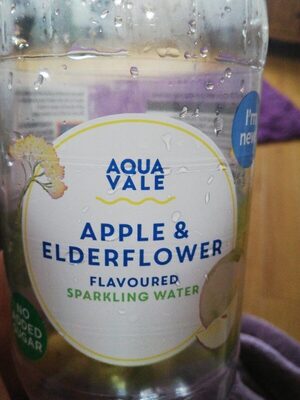 I'm
new
AQUA
VALE
APPLE &
ELDERFLOWER
FLAVOURED
SPARKLING WATER
NO
ADDED
SUGAR